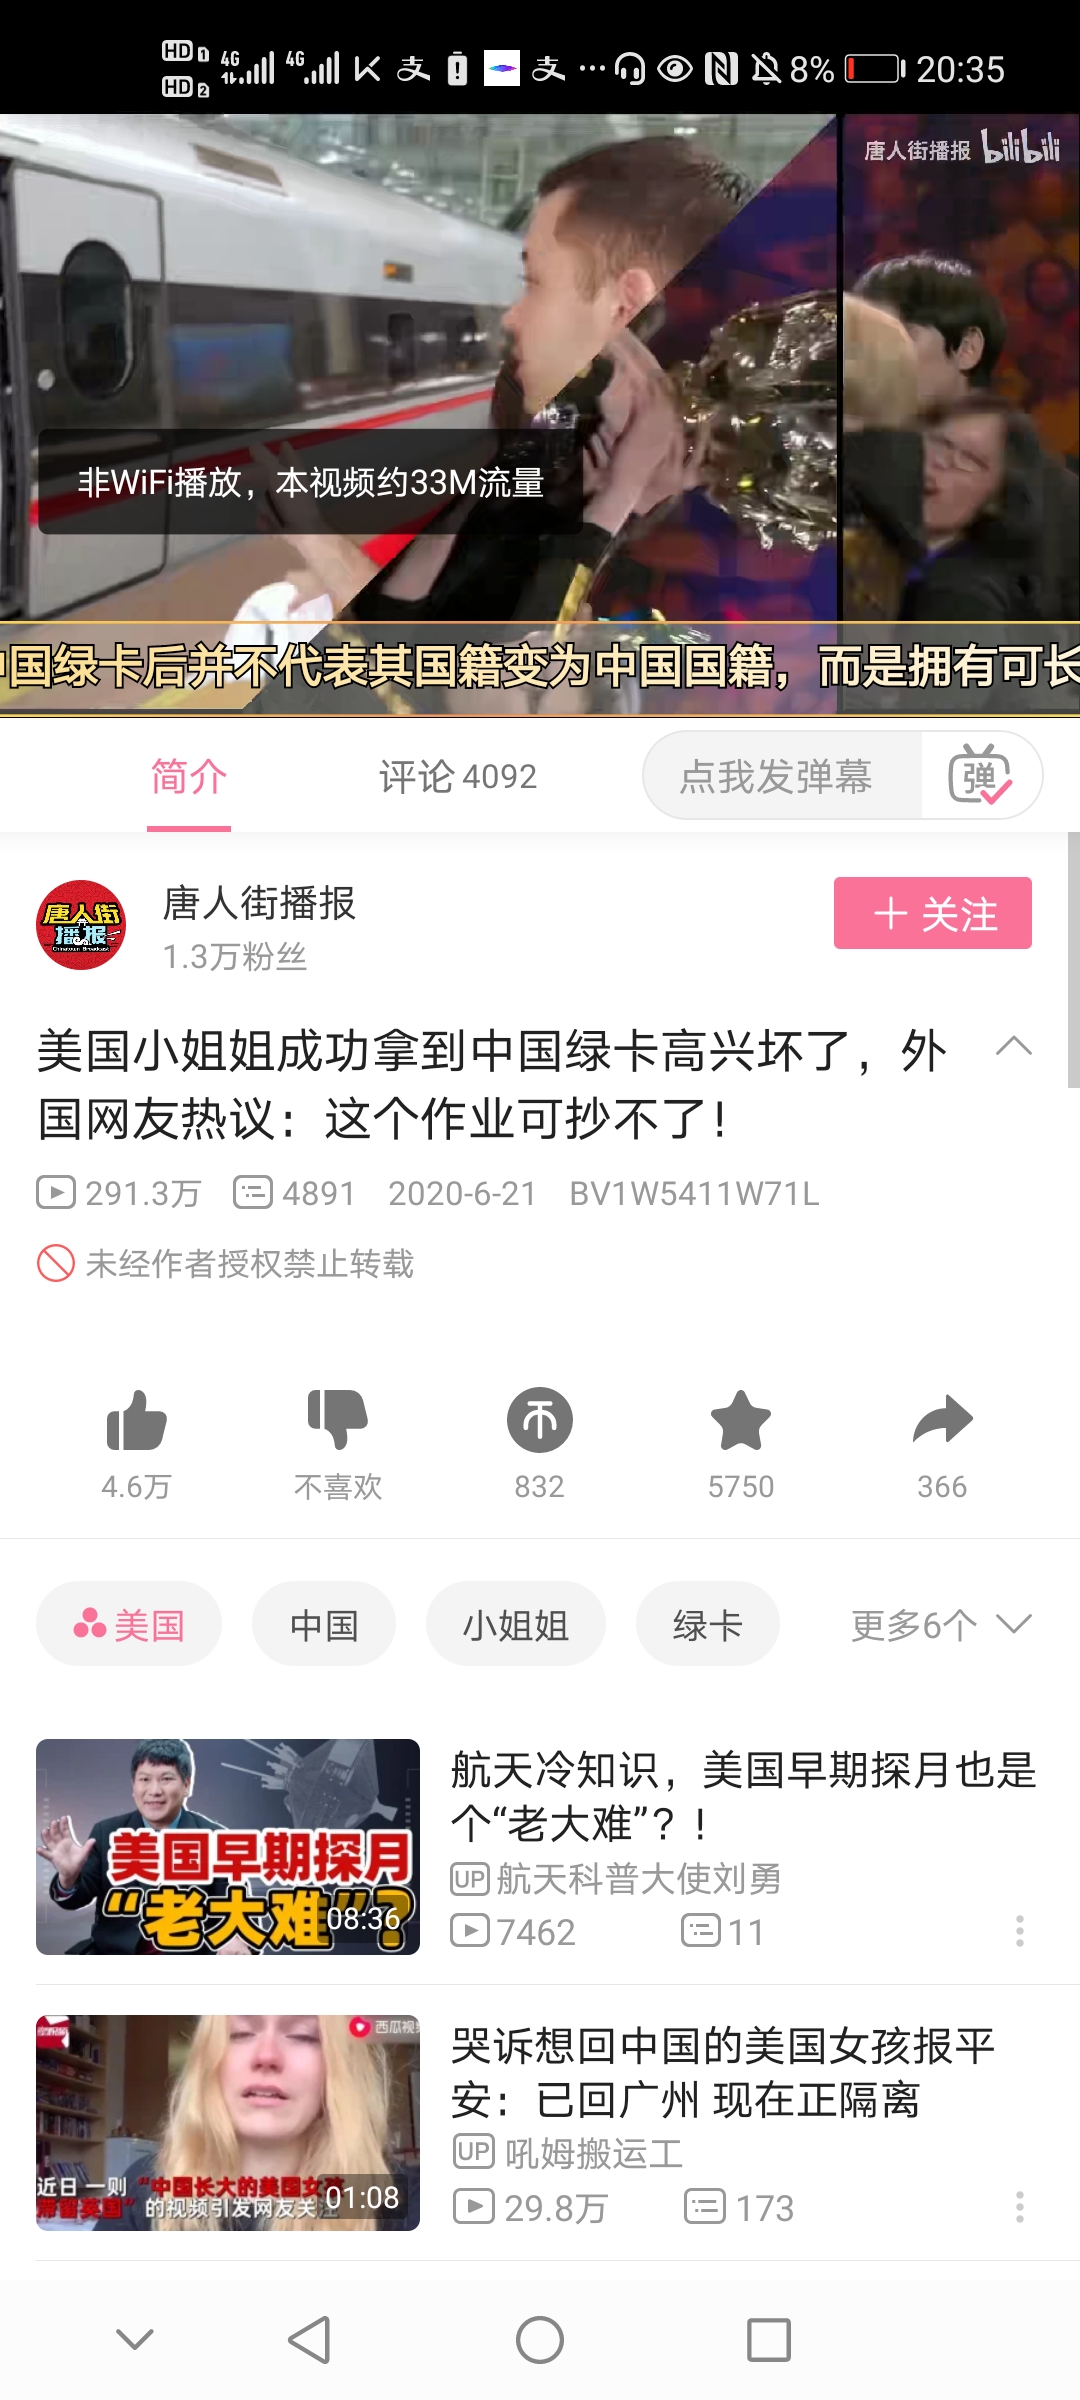 HD 1
HD 2
4G
4G
8%
20:35
唐人街播报 bilibili
非WiFi播放，本视频约33M流量
国绿卡后并不代表其国籍变为中国国籍，而是拥有可长
简介
评论 4092
点我发弹幕
弹
唐人街播报
唐人街
播报
Chinatown Broadcast
1.3万粉丝
＋关注
美国小姐姐成功拿到中国绿卡高兴坏了，外
国网友热议：这个作业可抄不了！
291.3万 4891 2020-6-21 BV1W5411W71L
未经作者授权禁止转载
4.6万
不喜欢
832
5750
366
美国
中国
小姐姐
绿卡
更多6个
美国早期探月
“老大难”？
08:36
航天冷知识，美国早期探月也是
个“老大难”？！
UP 航天科普大使刘勇
7462 11
西瓜视频
近日 一则 “中国长大的美国女孩
滞留英国” 的视频引发网友关注
01:08
哭诉想回中国的美国女孩报平
安：已回广州 现在正隔离
UP 吼姆搬运工
29.8万 173